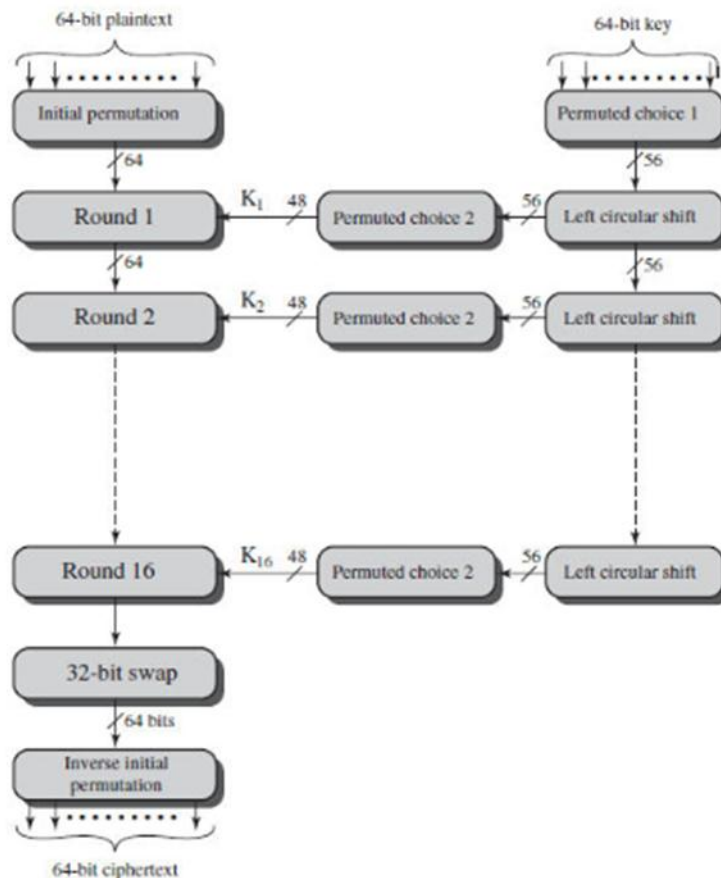 64-bit plaintext
64-bit key
Initial permutation
Permuted choice 1
64
56
Round 1
K1
48
Permuted choice 2
56
Left circular shift
64
56
Round 2
K2
48
Permuted choice 2
56
Left circular shift
Round 16
K16
48
Permuted choice 2
56
Left circular shift
32-bit swap
64 bits
Inverse initial
permutation
64-bit ciphertext